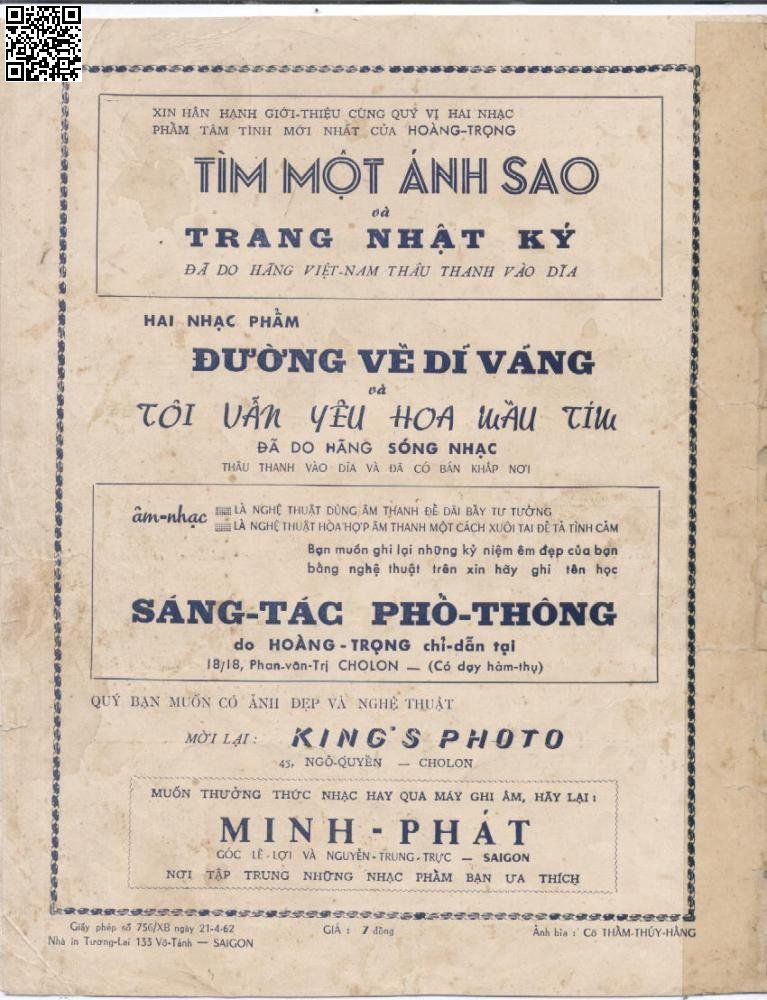 XIN HÂN HẠNH GIỚI-THIỆU CÙNG QUÝ VỊ HAI NHẠC
PHẨM TÂM TÌNH MỚI NHẤT CỦA HOÀNG-TRỌNG
TÌM MỘT ÁNH SAO
và
TRANG NHẬT KÝ
ĐÃ DO HÃNG VIỆT-NAM THÂU THANH VÀO DĨA
HAI NHẠC PHẨM
ĐƯỜNG VỀ DĨ VÃNG
và
TÔI VẪN YÊU HOA MẦU TÍM
ĐÃ DO HÃNG SÓNG NHẠC
THÂU THANH VÀO DĨA VÀ ĐÃ CÓ BÁN KHẮP NƠI
âm-nhạc LÀ NGHỆ THUẬT DÙNG ÂM THANH ĐỂ DÃI BẦY TƯ TƯỞNG
LÀ NGHỆ THUẬT HÒA HỢP ÂM THANH MỘT CÁCH XUÔI TAI ĐỂ TẢ TÌNH CẢM
Bạn muốn ghi lại những kỷ niệm êm đẹp của bạn
bằng nghệ thuật trên xin hãy ghi tên học
SÁNG-TÁC PHỔ-THÔNG
do HOÀNG-TRỌNG chỉ-dẫn tại
18/18, Phan-văn-Trị CHOLON — (Có dạy hàm-thụ)
QUÝ BẠN MUỐN CÓ ẢNH ĐẸP VÀ NGHỆ THUẬT
MỜI LẠI: KING'S PHOTO
45, NGÔ-QUYỀN — CHOLON
MUỐN THƯỞNG THỨC NHẠC HAY QUA MÁY GHI ÂM, HÃY LẠI:
MINH-PHÁT
GÓC LÊ-LỢI VÀ NGUYỄN-TRUNG-TRỰC — SAIGON
NƠI TẬP TRUNG NHỮNG NHẠC PHẨM BẠN ƯA THÍCH
Giấy phép số 756/XB ngày 21-4-62
Nhà in Tương-Lai 133 Võ-Tánh — SAIGON
GIÁ: 7 đồng
Ảnh bìa: Cô THẨM-THÚY-HẰNG